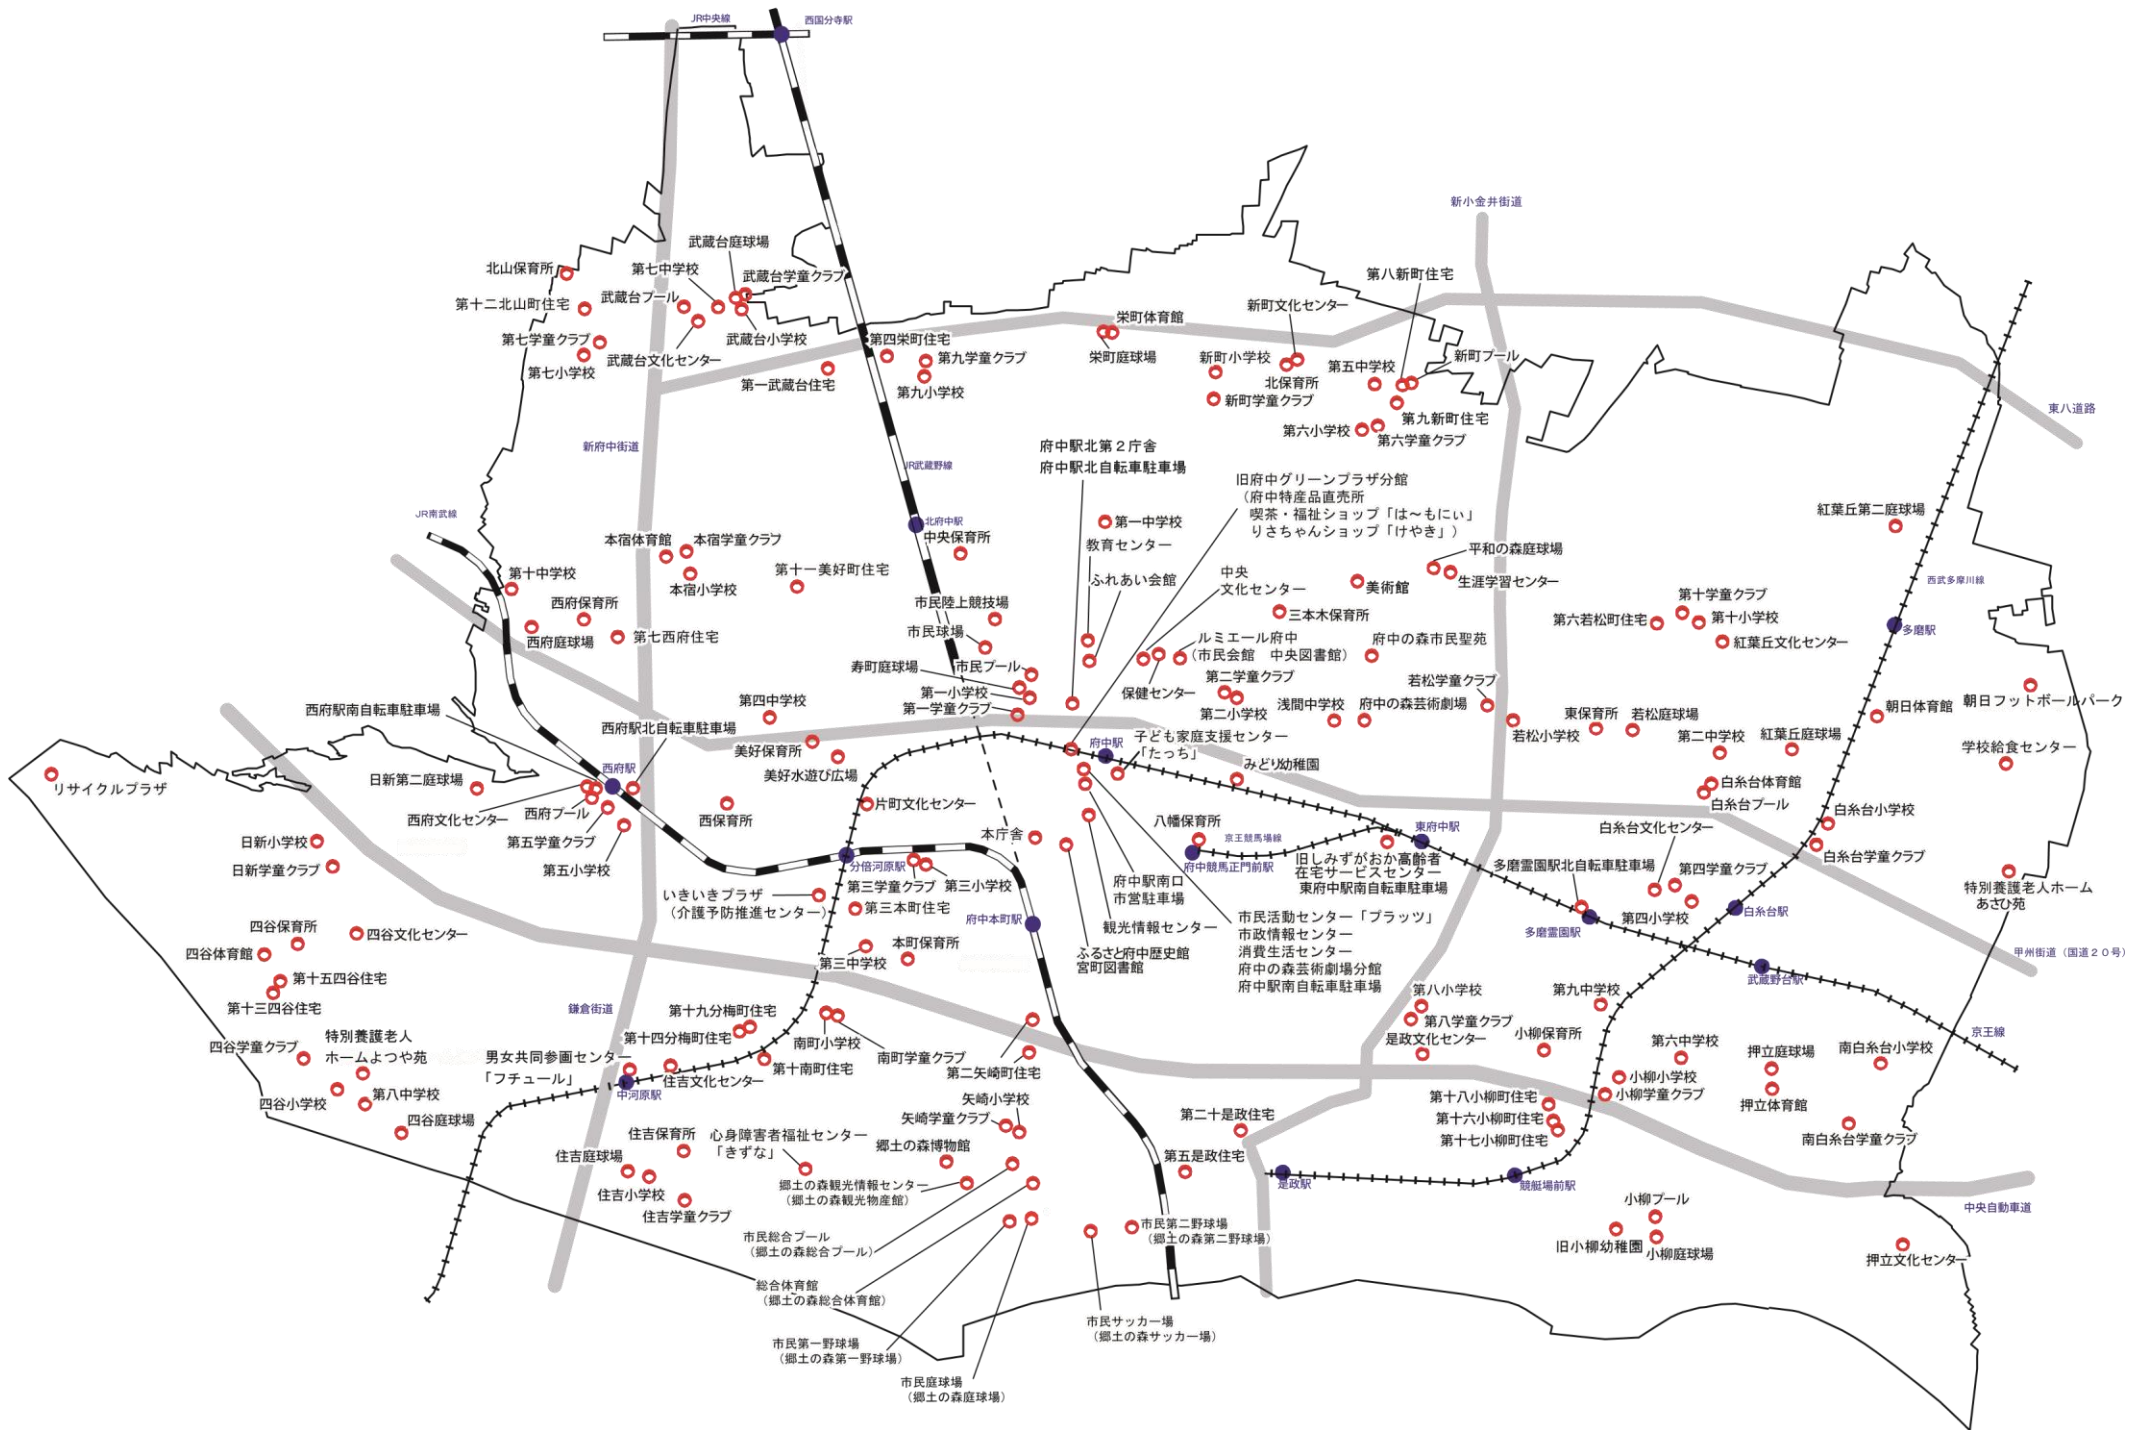 JR中央線
西国分寺駅
新小金井街道
武蔵台庭球場
北山保育所
第七中学校
武蔵台学童クラブ
第八新町住宅
第十二北山町住宅
武蔵台プール
新町文化センター
栄町体育館
第七学童クラブ
武蔵台文化センター
武蔵台小学校
第四栄町住宅
第九学童クラブ
栄町庭球場
新町小学校
新町プール
第七小学校
第一武蔵台住宅
第九小学校
北保育所
第五中学校
新町学童クラブ
東八道路
第九新町住宅
第六小学校
第六学童クラブ
新府中街道
府中駅北第2庁舎
府中駅北自転車駐車場
JR武蔵野線
旧府中グリーンプラザ分館
(府中特産品直売所
喫茶・福祉ショップ「は〜もにぃ」
りさちゃんショップ「けやき」)
JR南武線
北府中駅
第一中学校
紅葉丘第二庭球場
本宿体育館
本宿学童クラブ
中央保育所
教育センター
平和の森庭球場
第十中学校
第十一美好町住宅
ふれあい会館
中央
文化センター
美術館
生涯学習センター
西武多摩川線
本宿小学校
西府保育所
市民陸上競技場
三本木保育所
第十学童クラブ
第六若松町住宅
第十小学校
西府庭球場
第七西府住宅
市民球場
ルミエール府中
(市民会館 中央図書館)
府中の森市民聖苑
紅葉丘文化センター
多磨駅
寿町庭球場
市民プール
第二学童クラブ
若松学童クラブ
第一小学校
保健センター
朝日フットボールパーク
西府駅南自転車駐車場
第四中学校
第一学童クラブ
第二小学校
浅間中学校
府中の森芸術劇場
東保育所
若松庭球場
朝日体育館
西府駅北自転車駐車場
若松小学校
美好保育所
府中駅
子ども家庭支援センター
「たっち」
第二中学校
紅葉丘庭球場
学校給食センター
西府駅
美好水遊び広場
みどり幼稚園
リサイクルプラザ
日新第二庭球場
白糸台体育館
西府文化センター
西府プール
片町文化センター
白糸台プール
白糸台小学校
西保育所
八幡保育所
東府中駅
白糸台文化センター
日新小学校
第五学童クラブ
本庁舎
京王競馬場線
白糸台学童クラブ
日新学童クラブ
第五小学校
分倍河原駅
府中競馬正門前駅
旧しみずがおか高齢者
在宅サービスセンター
東府中駅南自転車駐車場
多磨霊園駅北自転車駐車場
第四学童クラブ
第三学童クラブ
第三小学校
府中駅南口
市営駐車場
特別養護老人ホーム
あさひ苑
いきいきプラザ
(介護予防推進センター)
第三本町住宅
府中本町駅
観光情報センター
市民活動センター「プラッツ」
市政情報センター
消費生活センター
府中の森芸術劇場分館
府中駅南自転車駐車場
第四小学校
白糸台駅
四谷保育所
四谷文化センター
多磨霊園駅
四谷体育館
本町保育所
ふるさと府中歴史館
宮町図書館
甲州街道(国道20号)
第三中学校
武蔵野台駅
第十五四谷住宅
第十三四谷住宅
鎌倉街道
第十九分梅町住宅
第八小学校
第九中学校
第十四分梅町住宅
南町小学校
第八学童クラブ
京王線
特別養護老人
ホームよつや苑
四谷学童クラブ
是政文化センター
小柳保育所
第六中学校
男女共同参画センター
「フチュール」
南町学童クラブ
押立庭球場
南白糸台小学校
第十南町住宅
第二矢崎町住宅
住吉文化センター
小柳小学校
中河原駅
四谷小学校
第八中学校
矢崎小学校
第十八小柳町住宅
小柳学童クラブ
押立体育館
四谷庭球場
矢崎学童クラブ
第二十是政住宅
第十六小柳町住宅
住吉保育所
心身障害者福祉センター
「きずな」
郷土の森博物館
第十七小柳町住宅
南白糸台学童クラブ
住吉庭球場
第五是政住宅
郷土の森観光情報センター
(郷土の森観光物産館)
是政駅
競艇場前駅
住吉小学校
住吉学童クラブ
小柳プール
中央自動車道
市民総合プール
(郷土の森総合プール)
市民第二野球場
(郷土の森第二野球場)
旧小柳幼稚園
小柳庭球場
押立文化センター
総合体育館
(郷土の森総合体育館)
市民サッカー場
(郷土の森サッカー場)
市民第一野球場
(郷土の森第一野球場)
市民庭球場
(郷土の森庭球場)